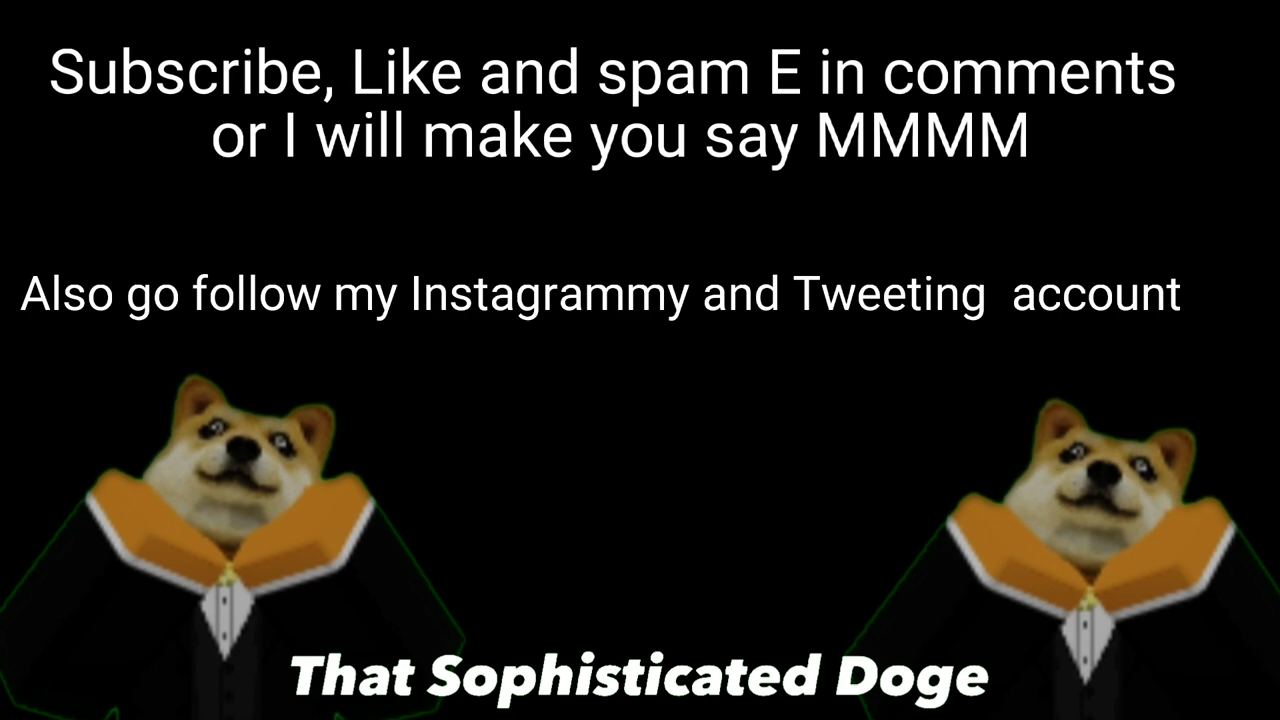 Subscribe, Like and spam E in comments
or I will make you say MMMM
Also go follow my Instagrammy and Tweeting  account
That Sophisticated Doge